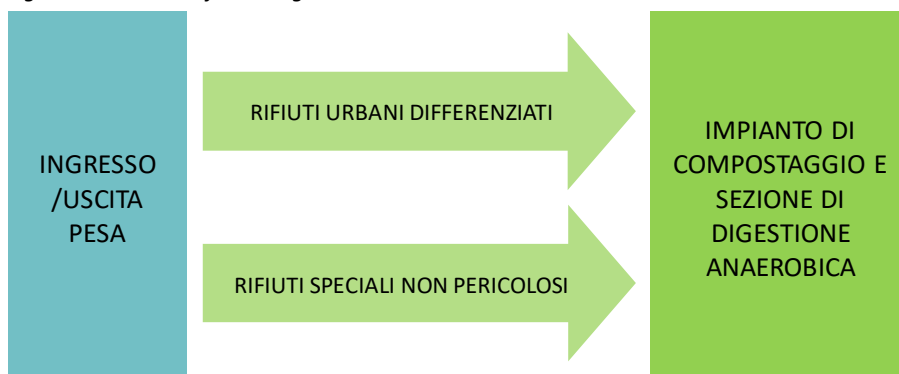 INGRESSO
/USCITA
PESA
RIFIUTI URBANI DIFFERENZIATI
RIFIUTI SPECIALI NON PERICOLOSI
IMPIANTO DI
COMPOSTAGGIO E
SEZIONE DI
DIGESTIONE
ANAEROBICA